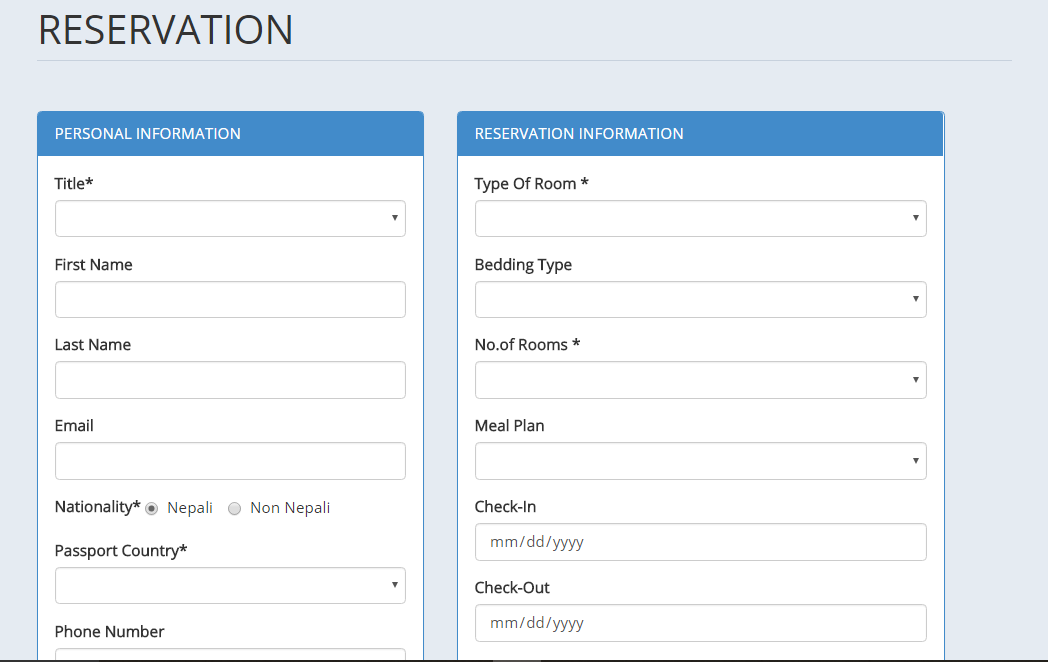 RESERVATION
PERSONAL INFORMATION
Title*
First Name
Last Name
Email
Nationality* Nepali Non Nepali
Passport Country*
Phone Number
RESERVATION INFORMATION
Type Of Room *
Bedding Type
No.of Rooms *
Meal Plan
Check-In
mm/dd/yyyy
Check-Out
mm/dd/yyyy